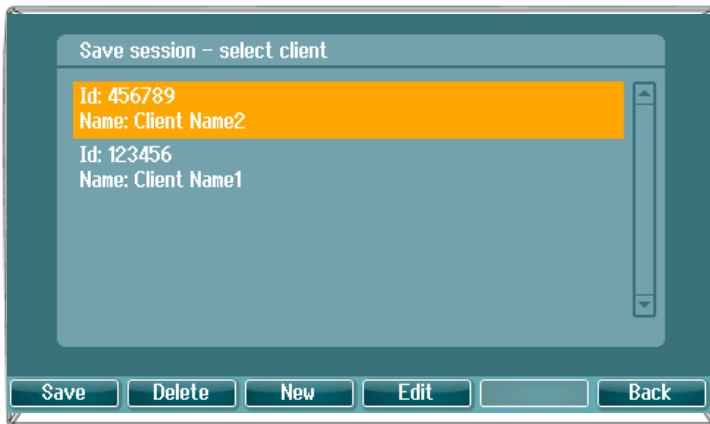 Save session - select client
Id: 456789
Name: Client Name2
Id: 123456
Name: Client Name1
Save Delete New Edit Back